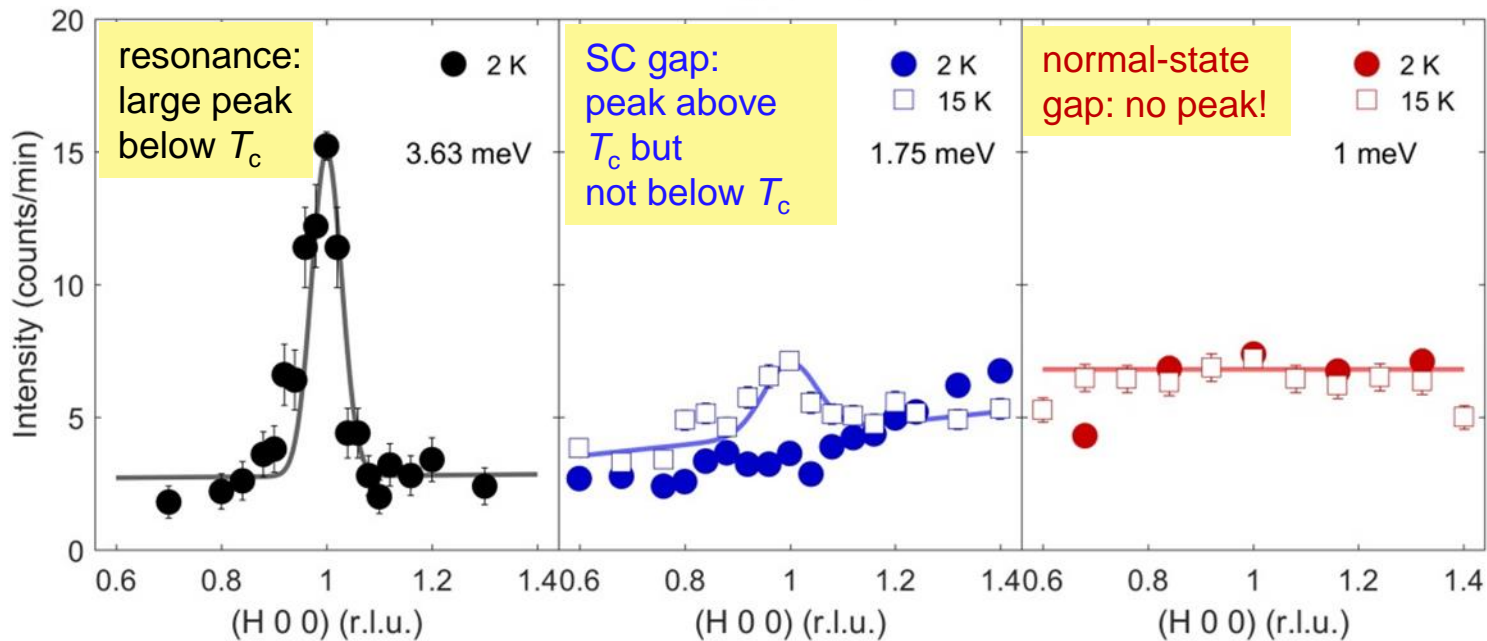 resonance:
large peak
below Tc
2 K
3.63 meV
SC gap:
peak above
Tc but
not below Tc
2 K
15 K
1.75 meV
normal-state
gap: no peak!
2 K
15 K
1 meV
Intensity (counts/min)
20
15
10
5
0
0.6 0.8 1 1.2 1.4
0.6 0.8 1 1.2 1.4
0.6 0.8 1 1.2 1.4
(H 0 0) (r.l.u.)
(H 0 0) (r.l.u.)
(H 0 0) (r.l.u.)